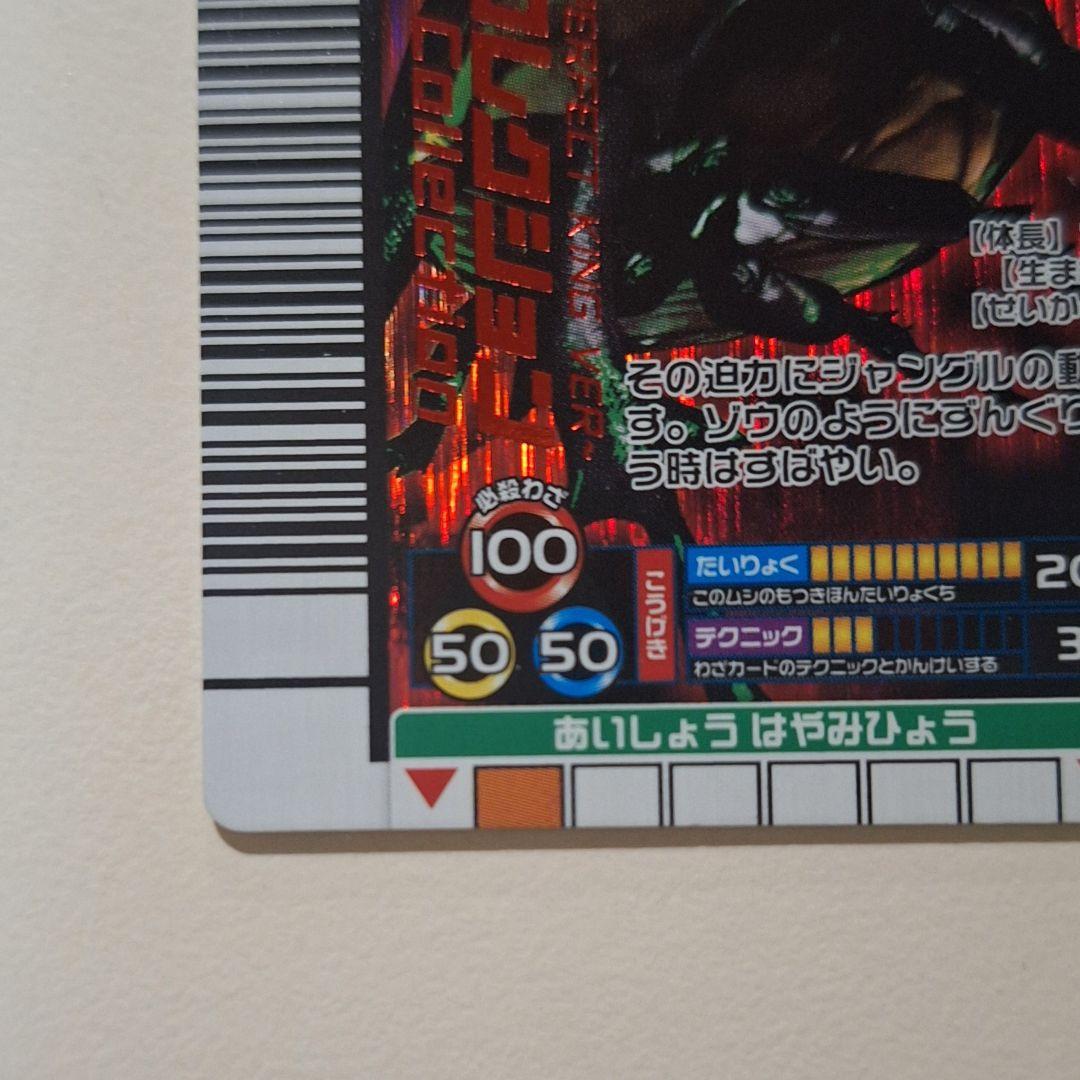 PERFECT KING VER.
【体長】
【生ま
【せいか
その迫力にジャングルの動
す。ゾウのようにずんぐり
う時はすばやい。
必殺わざ
100
50
50
こうげき
たいりょく
20
このムシのもつきほんたいりょくち
テクニック
3
わざカードのテクニックとかんけいする
あいしょう はやみひょう